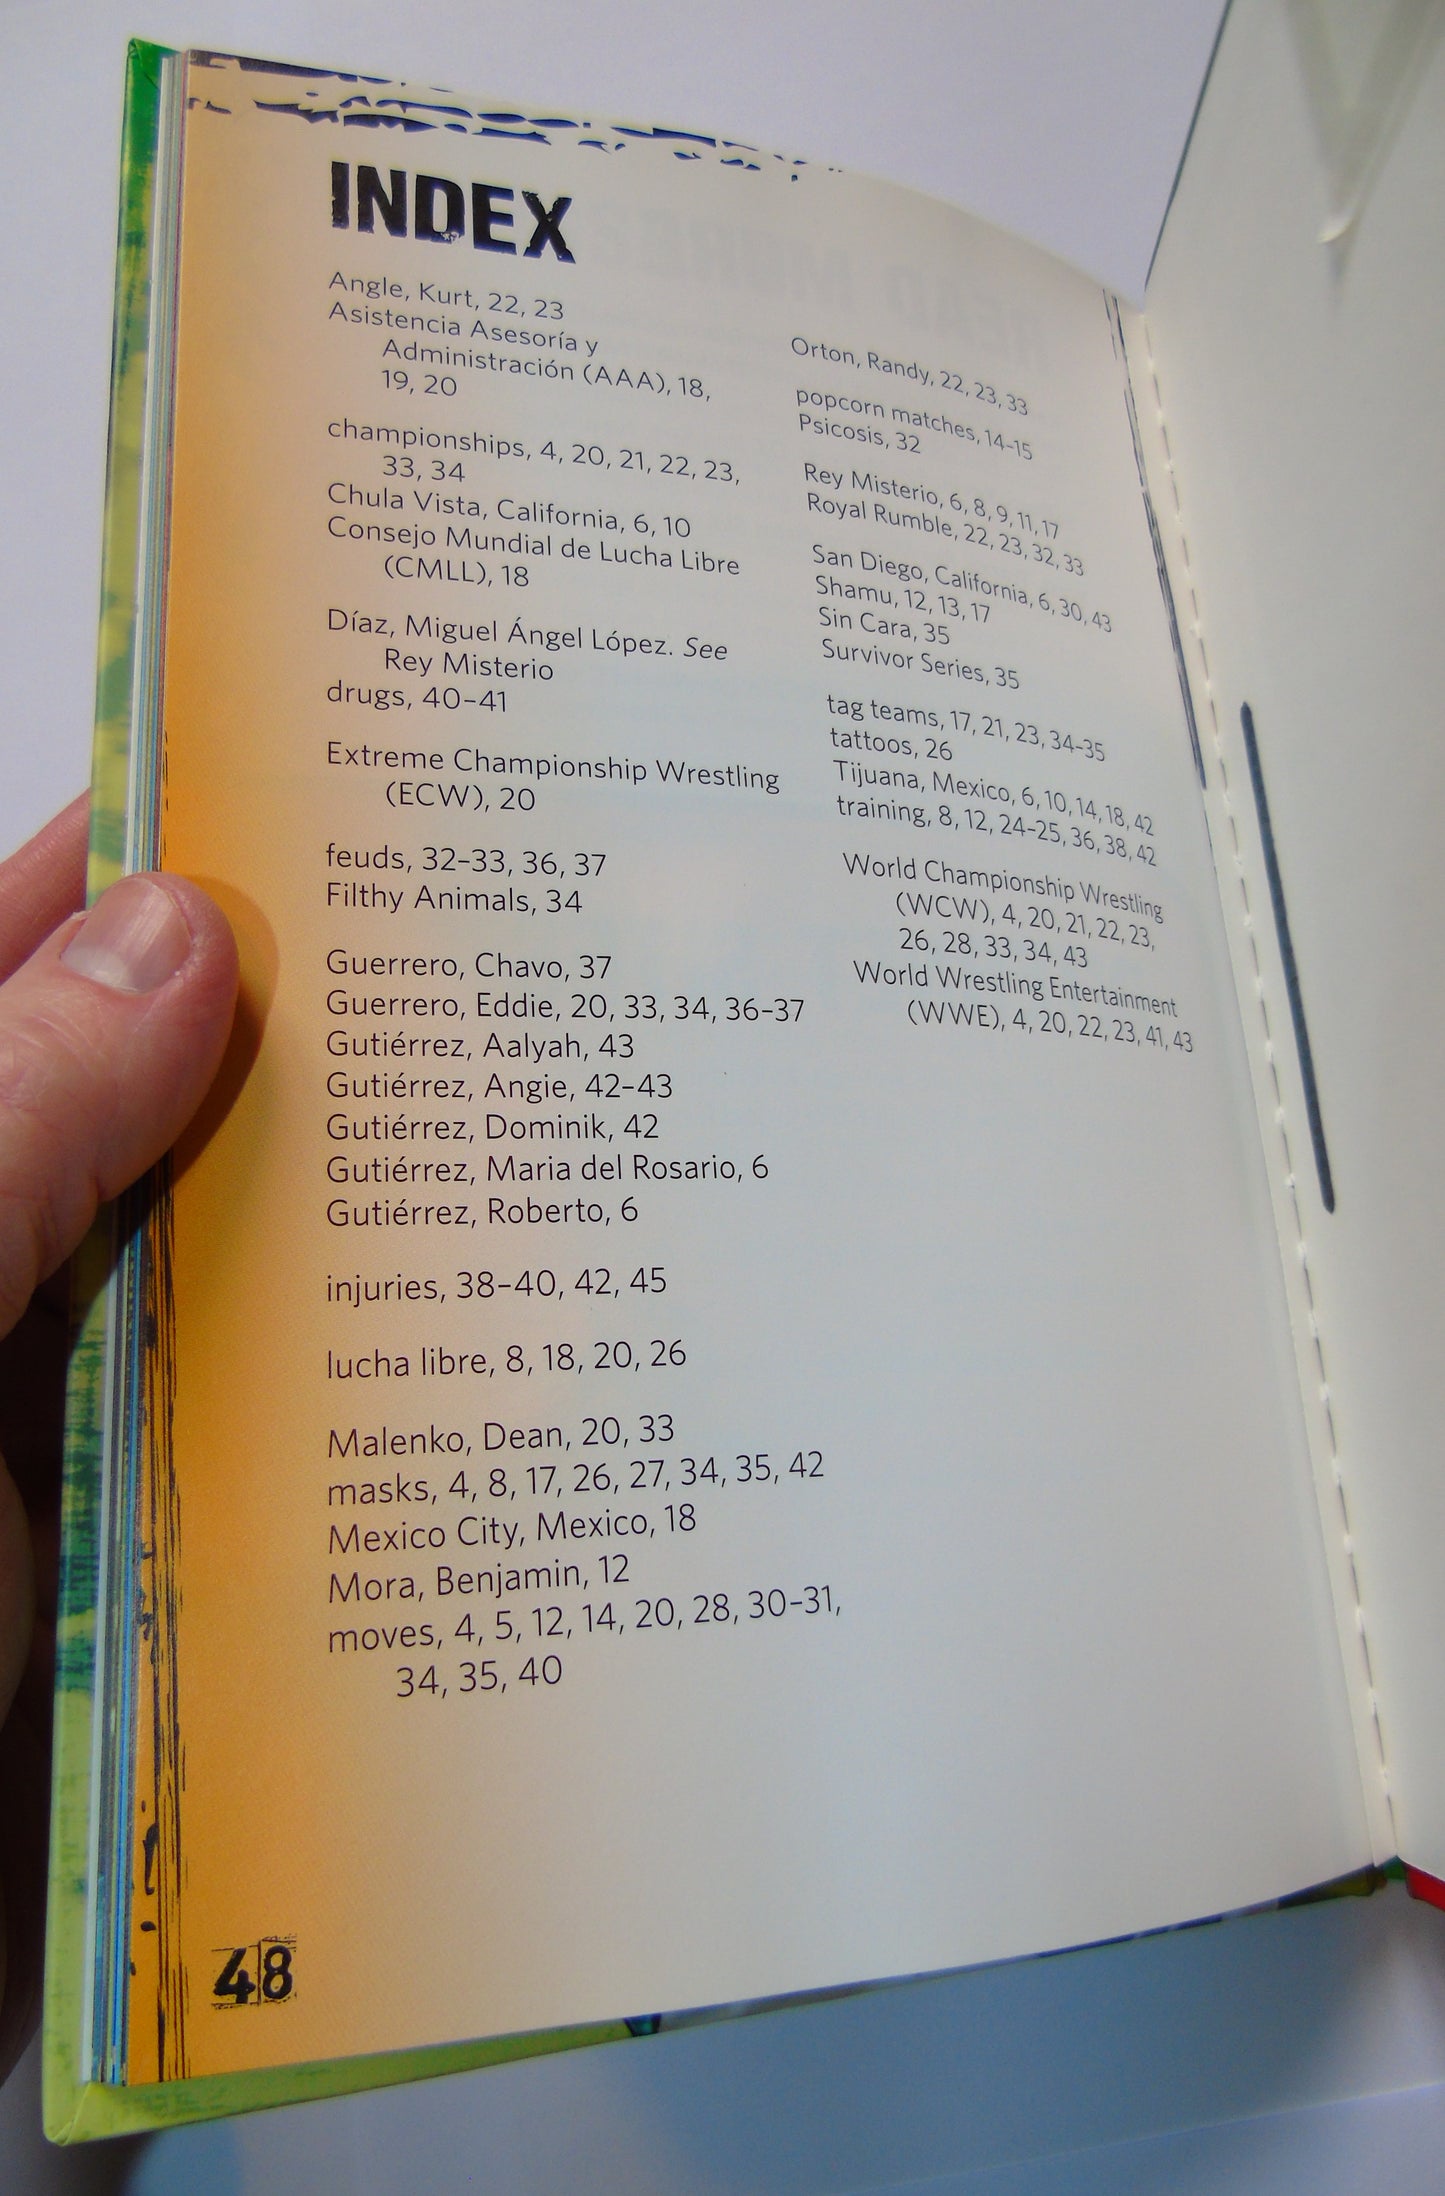 INDEX
Angle, Kurt, 22, 23
Asistencia Asesoría y
Administración (AAA), 18,
19, 20
championships, 4, 20, 21, 22, 23,
33, 34
Chula Vista, California, 6, 10
Consejo Mundial de Lucha Libre
(CMLL), 18
Díaz, Miguel Ángel López. See
Rey Misterio
drugs, 40–41
Extreme Championship Wrestling
(ECW), 20
feuds, 32–33, 36, 37
Filthy Animals, 34
Guerrero, Chavo, 37
Guerrero, Eddie, 20, 33, 34, 36–37
Gutiérrez, Aalyah, 43
Gutiérrez, Angie, 42–43
Gutiérrez, Dominik, 42
Gutiérrez, Maria del Rosario, 6
Gutiérrez, Roberto, 6
injuries, 38–40, 42, 45
lucha libre, 8, 18, 20, 26
Malenko, Dean, 20, 33
masks, 4, 8, 17, 26, 27, 34, 35, 42
Mexico City, Mexico, 18
Mora, Benjamin, 12
moves, 4, 5, 12, 14, 20, 28, 30–31,
34, 35, 40
Orton, Randy, 22, 23, 33
popcorn matches, 14–15
Psicosis, 32
Rey Misterio, 6, 8, 9, 11, 17
Royal Rumble, 22, 23, 32, 33
San Diego, California, 6, 30, 43
Shamu, 12, 13, 17
Sin Cara, 35
Survivor Series, 35
tag teams, 17, 21, 23, 34–35
tattoos, 26
Tijuana, Mexico, 6, 10, 14, 18, 42
training, 8, 12, 24–25, 36, 38, 42
World Championship Wrestling
(WCW), 4, 20, 21, 22, 23,
26, 28, 33, 34, 43
World Wrestling Entertainment
(WWE), 4, 20, 22, 23, 41, 43
48